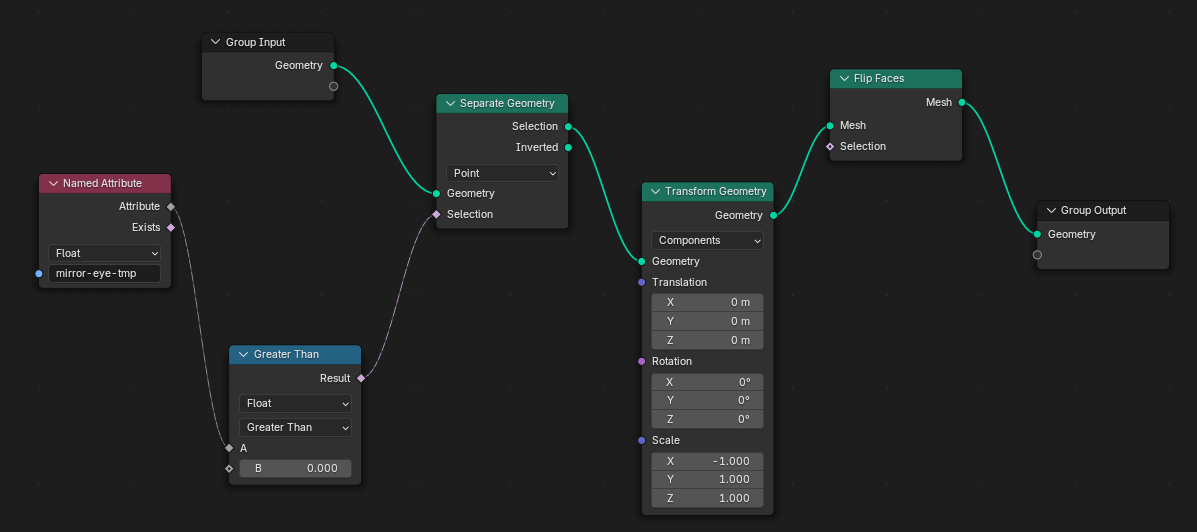 Group Input
Geometry
Named Attribute
Attribute
Exists
Float
mirror-eye-tmp
Greater Than
Result
Float
Greater Than
A
B 0.000
Separate Geometry
Selection
Inverted
Point
Geometry
Selection
Transform Geometry
Geometry
Components
Geometry
Translation
X 0 m
Y 0 m
Z 0 m
Rotation
X 0°
Y 0°
Z 0°
Scale
X -1.000
Y 1.000
Z 1.000
Flip Faces
Mesh
Mesh
Selection
Group Output
Geometry